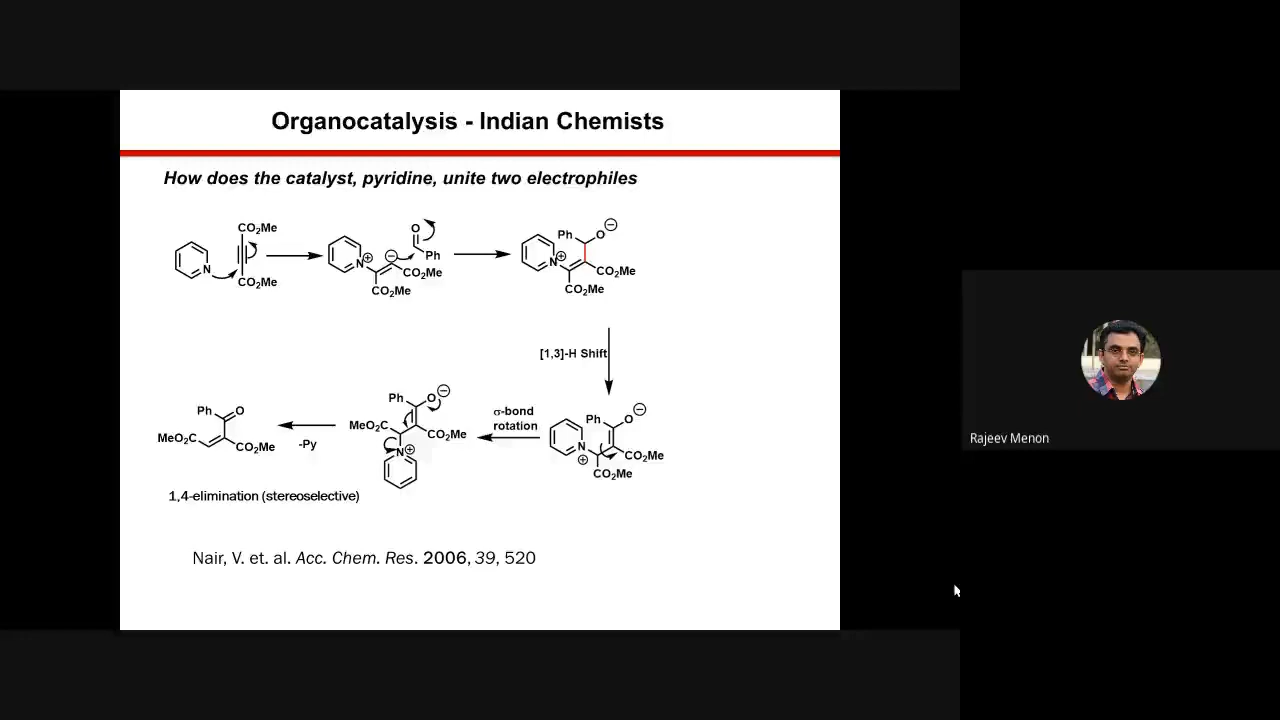 Organocatalysis - Indian Chemists
How does the catalyst, pyridine, unite two electrophiles
CO₂Me
N
CO₂Me
N⊕
⊖
O
Ph
CO₂Me
CO₂Me
Ph
O⊖
N⊕
CO₂Me
CO₂Me
[1,3]-H Shift
Ph
O⊖
N
⊕
CO₂Me
CO₂Me
σ-bond
rotation
Ph
O⊖
MeO₂C
CO₂Me
N⊕
-Py
Ph
O
MeO₂C
CO₂Me
1,4-elimination (stereoselective)
Nair, V. et. al. Acc. Chem. Res. 2006, 39, 520
Rajeev Menon